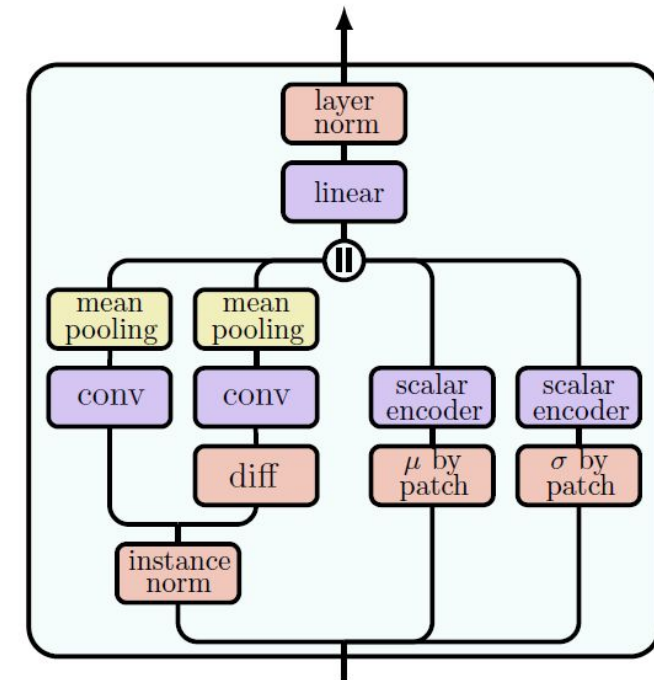 layer
norm
linear
mean
pooling
mean
pooling
conv
conv
scalar
encoder
scalar
encoder
diff
μ by
patch
σ by
patch
instance
norm